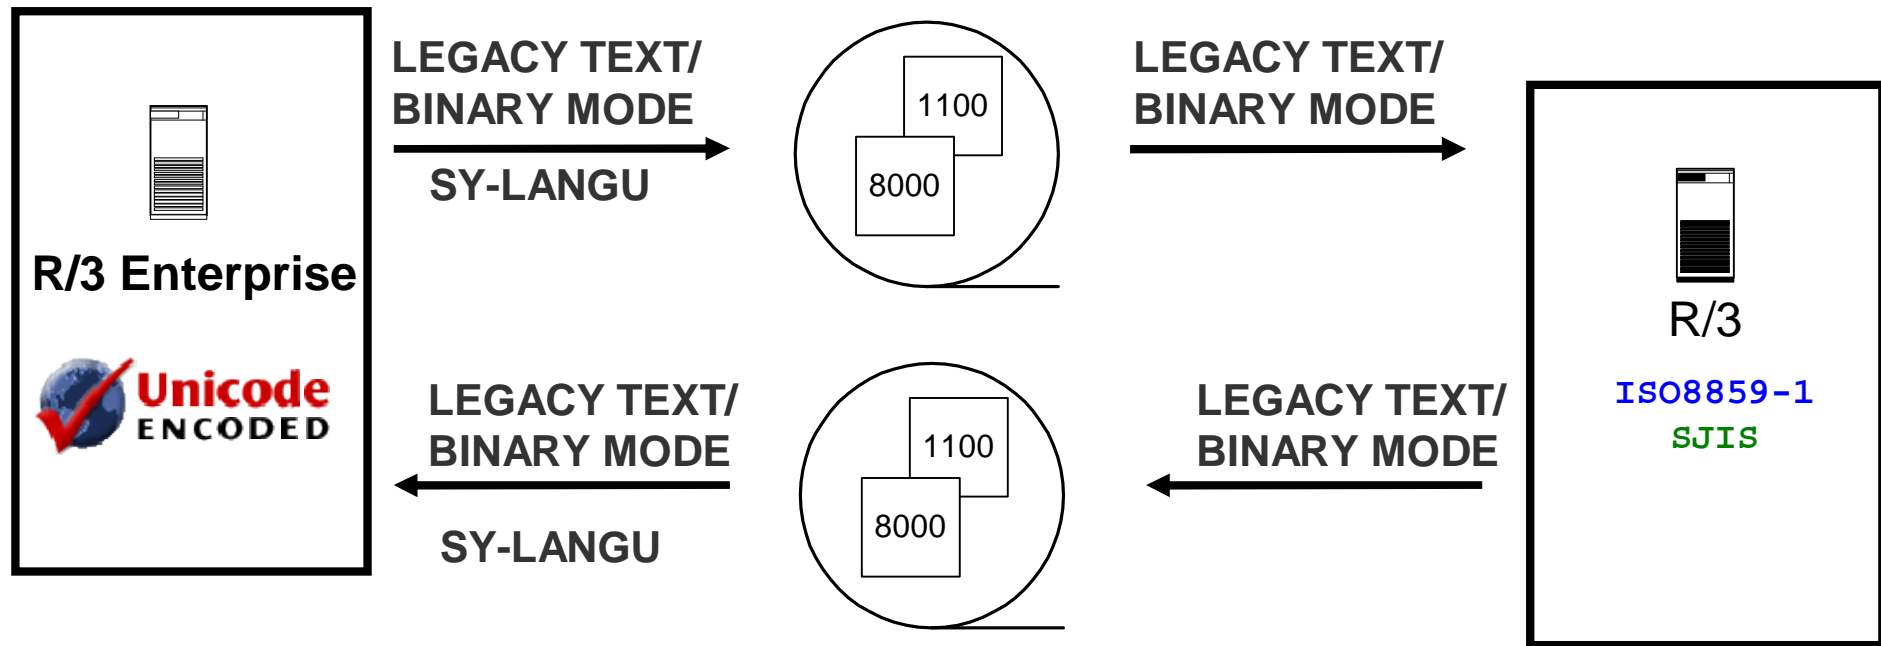 LEGACY TEXT/
BINARY MODE
SY-LANGU
1100
8000
LEGACY TEXT/
BINARY MODE
R/3 Enterprise
Unicode
ENCODED
R/3
ISO8859-1
SJIS
LEGACY TEXT/
BINARY MODE
SY-LANGU
1100
8000
LEGACY TEXT/
BINARY MODE